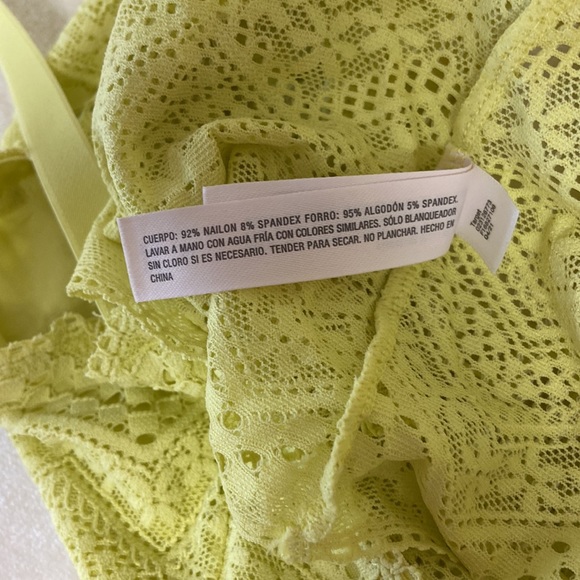 CUERPO: 92% NAILON 8% SPANDEX FORRO: 95% ALGODÓN 5% SPANDEX.
LAVAR A MANO CON AGUA FRÍA CON COLORES SIMILARES. SÓLO BLANQUEADOR
SIN CLORO SI ES NECESARIO. TENDER PARA SECAR. NO PLANCHAR. HECHO EN
CHINA
Target